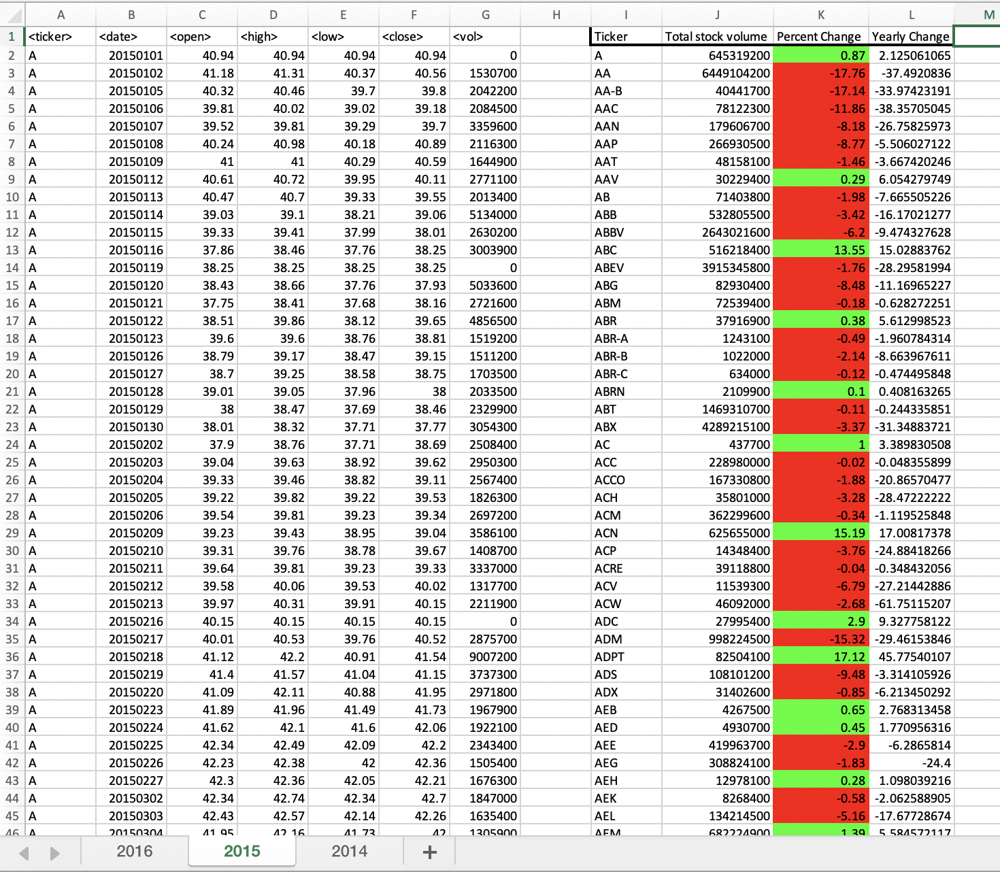 A B C D E F G H I J K L M
1 <ticker> <date> <open> <high> <low> <close> <vol> Ticker Total stock volume Percent Change Yearly Change
2 A 20150101 40.94 40.94 40.94 40.94 0 A 645319200 0.87 2.125061065
3 A 20150102 41.18 41.31 40.37 40.56 1530700 AA 6449104200 -17.76 -37.4920836
4 A 20150105 40.32 40.46 39.7 39.8 2042200 AA-B 40441700 -17.14 -33.97423191
5 A 20150106 39.81 40.02 39.02 39.18 2084500 AAC 78122300 -11.86 -38.35705045
6 A 20150107 39.52 39.81 39.29 39.7 3359600 AAN 179606700 -8.18 -26.75825973
7 A 20150108 40.24 40.98 40.18 40.89 2116300 AAP 266930500 -8.77 -5.506027122
8 A 20150109 41 41 40.29 40.59 1644900 AAT 48158100 -1.46 -3.667420246
9 A 20150112 40.61 40.72 39.95 40.11 2771100 AAV 30229400 0.29 6.054279749
10 A 20150113 40.47 40.7 39.33 39.55 2013400 AB 71403800 -1.98 -7.665505226
11 A 20150114 39.03 39.1 38.21 39.06 5134000 ABB 532805500 -3.42 -16.17021277
12 A 20150115 39.33 39.41 37.99 38.01 2630200 ABBV 2643021600 -6.2 -9.474327628
13 A 20150116 37.86 38.46 37.76 38.25 3003900 ABC 516218400 13.55 15.02883762
14 A 20150119 38.25 38.25 38.25 38.25 0 ABEV 3915345800 -1.76 -28.29581994
15 A 20150120 38.43 38.66 37.76 37.93 5033600 ABG 82930400 -8.48 -11.16965227
16 A 20150121 37.75 38.41 37.68 38.16 2721600 ABM 72539400 -0.18 -0.628272251
17 A 20150122 38.51 39.86 38.12 39.65 4856500 ABR 37916900 0.38 5.612998523
18 A 20150123 39.6 39.6 38.76 38.81 1519200 ABR-A 1243100 -0.49 -1.960784314
19 A 20150126 38.79 39.17 38.47 39.15 1511200 ABR-B 1022000 -2.14 -8.663967611
20 A 20150127 38.7 39.25 38.58 38.75 1703500 ABR-C 634000 -0.12 -0.474495848
21 A 20150128 39.01 39.05 37.96 38 2033500 ABRN 2109900 0.1 0.408163265
22 A 20150129 38 38.47 37.69 38.46 2329900 ABT 1469310700 -0.11 -0.244335851
23 A 20150130 38.01 38.32 37.71 37.77 3054300 ABX 4289215100 -3.37 -31.34883721
24 A 20150202 37.9 38.76 37.71 38.69 2508400 AC 437700 1 3.389830508
25 A 20150203 39.04 39.63 38.92 39.62 2950300 ACC 228980000 -0.02 -0.048355899
26 A 20150204 39.33 39.46 38.82 39.11 2567400 ACCO 167330800 -1.88 -20.86570477
27 A 20150205 39.22 39.82 39.22 39.53 1826300 ACH 35801000 -3.28 -28.47222222
28 A 20150206 39.54 39.81 39.23 39.34 2697200 ACM 362299600 -0.34 -1.119525848
29 A 20150209 39.23 39.43 38.95 39.04 3586100 ACN 625655000 15.19 17.00817378
30 A 20150210 39.31 39.76 38.78 39.67 1408700 ACP 14348400 -3.76 -24.88418266
31 A 20150211 39.64 39.81 39.23 39.33 3337000 ACRE 39118800 -0.04 -0.348432056
32 A 20150212 39.58 40.06 39.53 40.02 1317700 ACV 11539300 -6.79 -27.21442886
33 A 20150213 39.97 40.31 39.91 40.15 2211900 ACW 46092000 -2.68 -61.75115207
34 A 20150216 40.15 40.15 40.15 40.15 0 ADC 27995400 2.9 9.327758122
35 A 20150217 40.01 40.53 39.76 40.52 2875700 ADM 998224500 -15.32 -29.46153846
36 A 20150218 41.12 42.2 40.91 41.54 9007200 ADPT 82504100 17.12 45.77540107
37 A 20150219 41.4 41.57 41.04 41.15 3737300 ADS 108101200 -9.48 -3.314105926
38 A 20150220 41.09 42.11 40.88 41.95 2971800 ADX 31402600 -0.85 -6.213450292
39 A 20150223 41.89 41.96 41.49 41.73 1967900 AEB 4267500 0.65 2.768313458
40 A 20150224 41.62 42.1 41.6 42.06 1922100 AED 4930700 0.45 1.770956316
41 A 20150225 42.34 42.49 42.09 42.2 2343400 AEE 419963700 -2.9 -6.2865814
42 A 20150226 42.23 42.38 42 42.36 1505400 AEG 308824100 -1.83 -24.4
43 A 20150227 42.3 42.36 42.05 42.21 1676300 AEH 12978100 0.28 1.098039216
44 A 20150302 42.34 42.74 42.34 42.7 1847000 AEK 8268400 -0.58 -2.062588905
45 A 20150303 42.43 42.57 42.14 42.26 1635400 AEL 134214500 -5.16 -17.67728674
46 A 20150304 41.95 42.16 41.73 42 1305900 AEM 682224900 1.39 5.584572117
2016 2015 2014 +